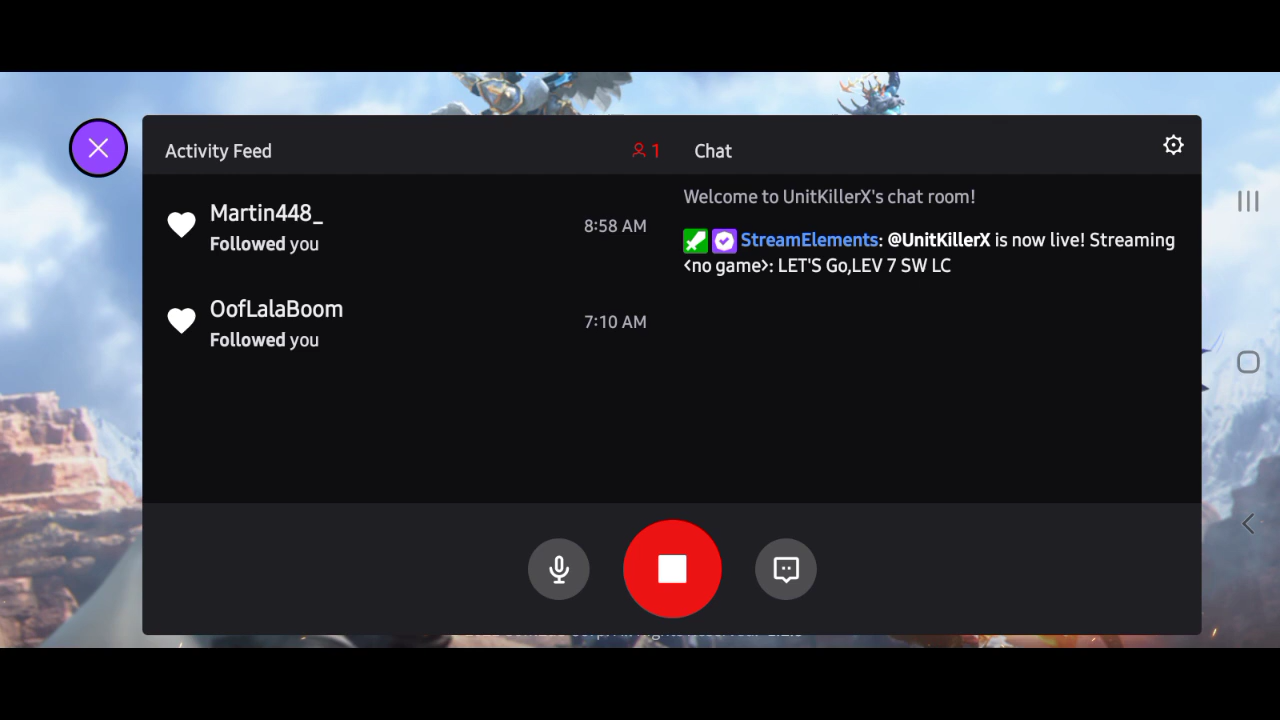 Activity Feed
1
Chat
Martin448_
Followed you
8:58 AM
OofLalaBoom
Followed you
7:10 AM
Welcome to UnitKillerX's chat room!
StreamElements: @UnitKillerX is now live! Streaming
<no game>: LET'S Go,LEV 7 SW LC